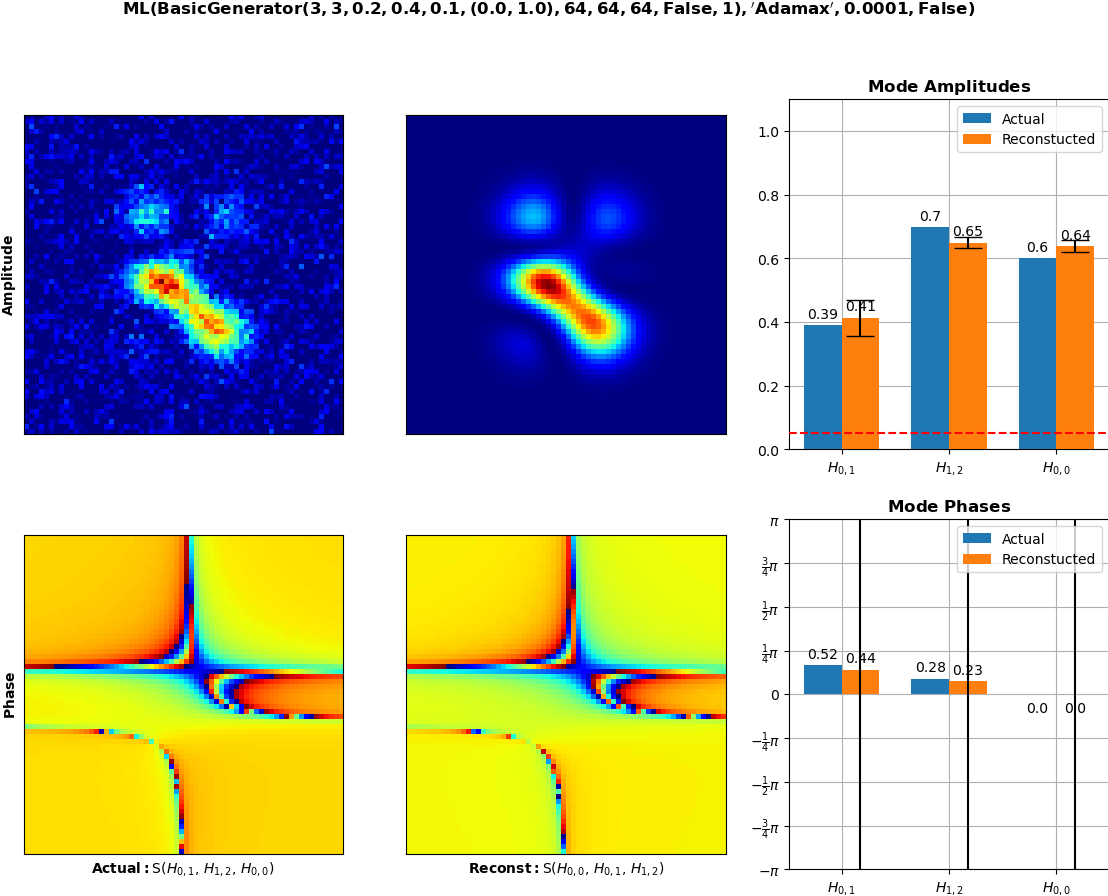 ML(BasicGenerator(3, 3, 0.2, 0.4, 0.1, (0.0, 1.0), 64, 64, 64, False, 1), ′Adamax′, 0.0001, False)
Amplitude
Mode Amplitudes
Actual
Reconstucted
1.0
0.8
0.6
0.4
0.2
0.0
0.39
0.41
0.7
0.65
0.6
0.64
H₀,₁
H₁,₂
H₀,₀
Phase
Actual: S(H₀,₁, H₁,₂, H₀,₀)
Reconst: S(H₀,₀, H₀,₁, H₁,₂)
Mode Phases
Actual
Reconstucted
π
3/4π
1/2π
1/4π
0
−1/4π
−1/2π
−3/4π
−π
0.52
0.44
0.28
0.23
0.0
0.0
H₀,₁
H₁,₂
H₀,₀